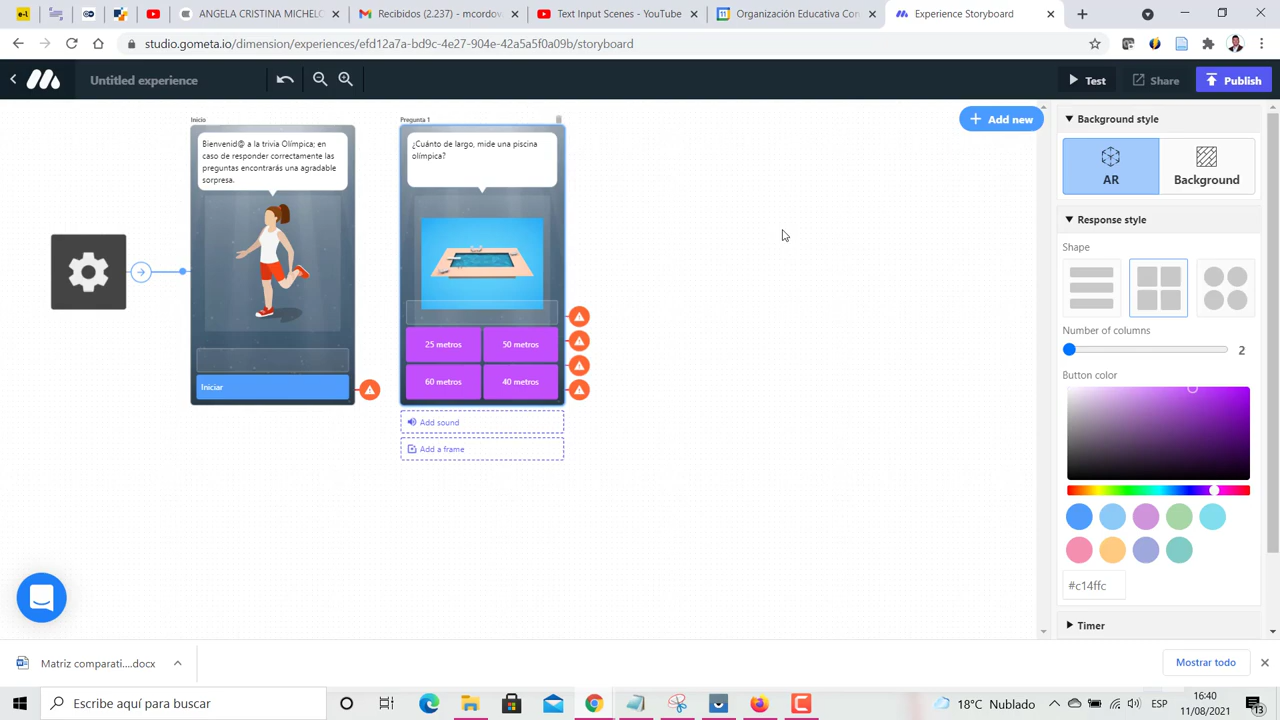 ANGELA CRISTINA MICHELC
Recibidos (2.237) - mcordov
Text Input Scenes - YouTube
Organización Educativa Con
Experience Storyboard
studio.gometa.io/dimension/experiences/efd12a7a-bd9c-4e27-904e-42a5a5f0a09b/storyboard
Untitled experience
Test
Share
Publish
Inicio
Bienvenid@ a la trivia Olímpica; en
caso de responder correctamente las
preguntas encontrarás una agradable
sorpresa.
Iniciar
Pregunta 1
¿Cuánto de largo, mide una piscina
olímpica?
25 metros
50 metros
60 metros
40 metros
Add sound
Add a frame
Add new
Background style
AR
Background
Response style
Shape
Number of columns
2
Button color
#c14ffc
Timer
Matriz comparati....docx
Mostrar todo
Escribe aquí para buscar
18°C Nublado
ESP
16:40
11/08/2021
13